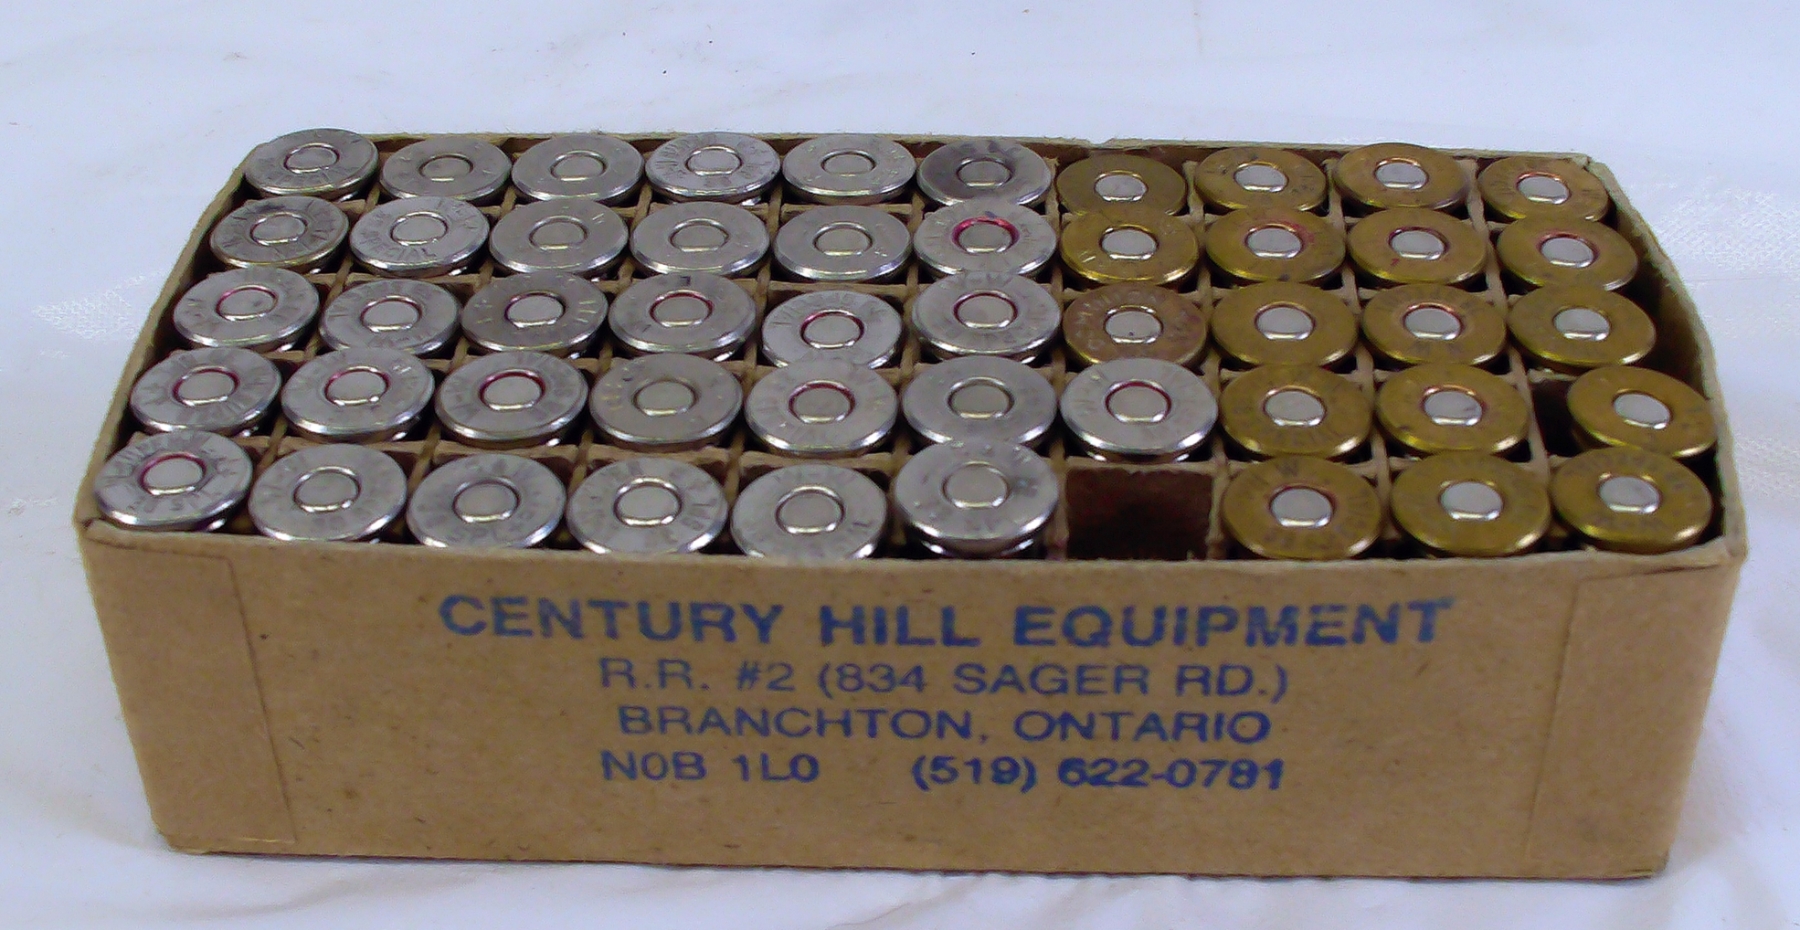 CENTURY HILL EQUIPMENT
R.R. #2 (834 SAGER RD.)
BRANCHTON, ONTARIO
N0B 1L0 (519) 622-0781